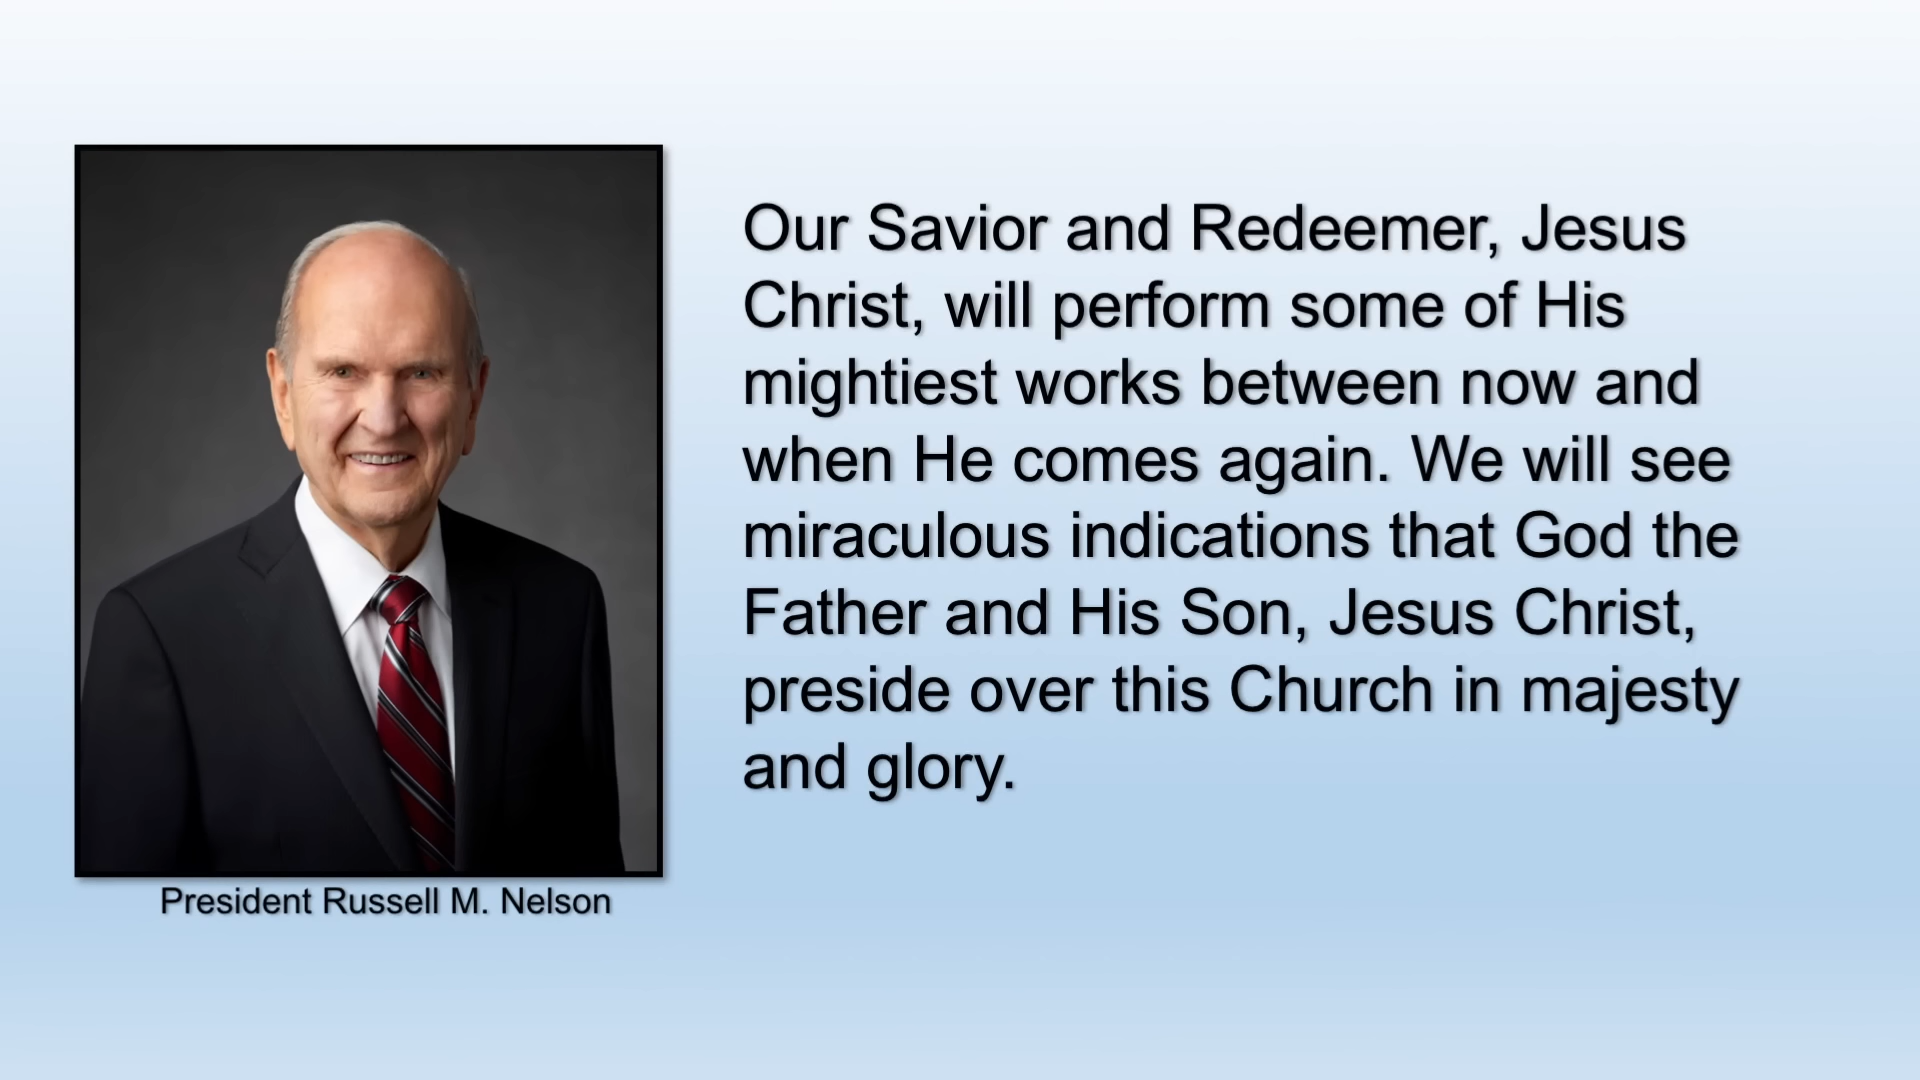 Our Savior and Redeemer, Jesus
Christ, will perform some of His
mightiest works between now and
when He comes again. We will see
miraculous indications that God the
Father and His Son, Jesus Christ,
preside over this Church in majesty
and glory.
President Russell M. Nelson